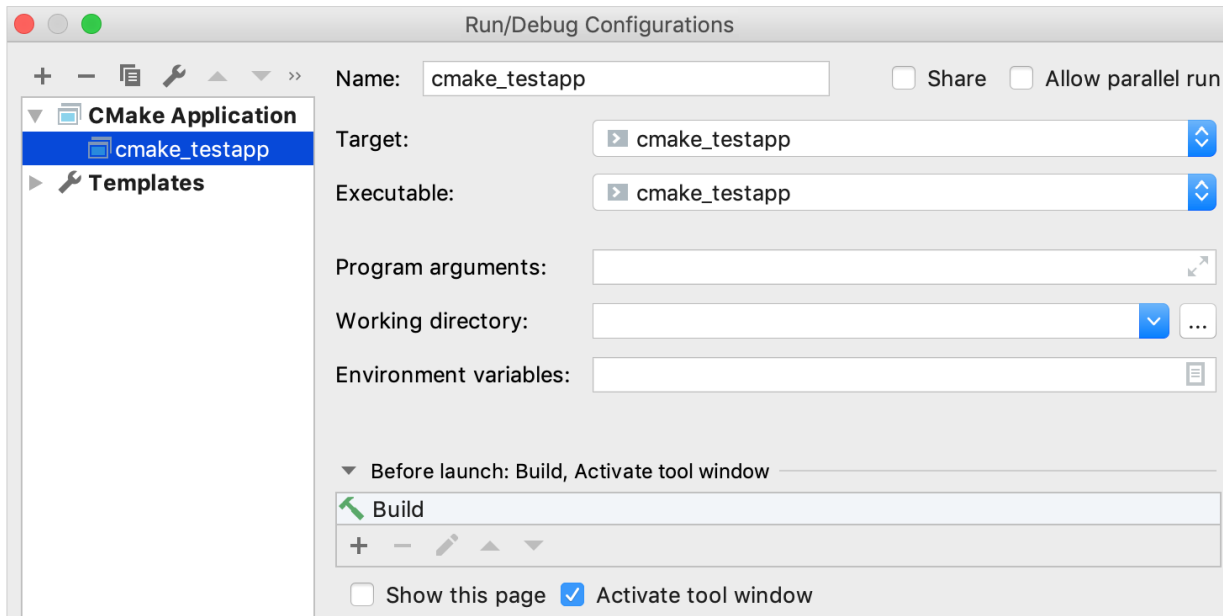 Run/Debug Configurations
Name: cmake_testapp Share Allow parallel run
CMake Application
cmake_testapp
Templates
Target: cmake_testapp
Executable: cmake_testapp
Program arguments:
Working directory: ...
Environment variables:
Before launch: Build, Activate tool window
Build
Show this page Activate tool window